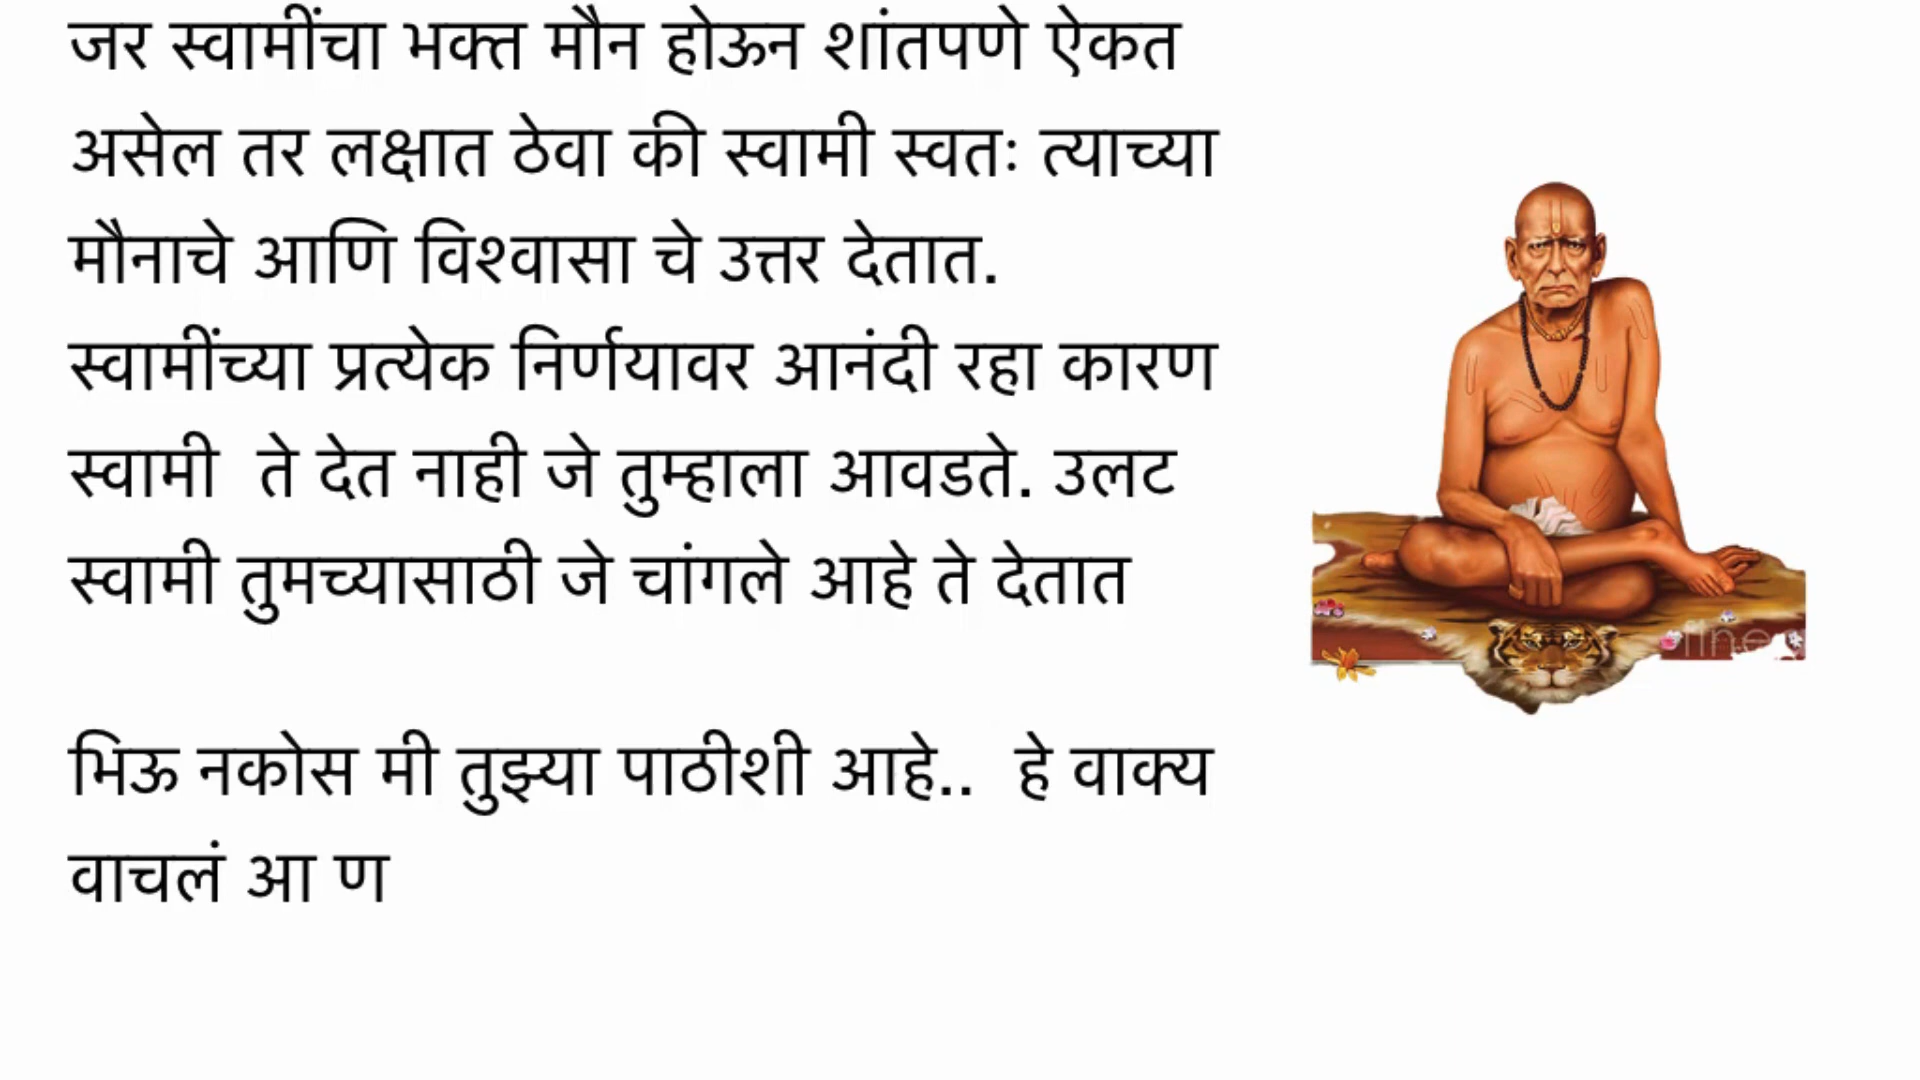 जर स्वामींचा भक्त मौन होऊन शांतपणे ऐकत
असेल तर लक्षात ठेवा की स्वामी स्वतः त्याच्या
मौनाचे आणि विश्वासा चे उत्तर देतात.
स्वामींच्या प्रत्येक निर्णयावर आनंदी रहा कारण
स्वामी  ते देत नाही जे तुम्हाला आवडते. उलट
स्वामी तुमच्यासाठी जे चांगले आहे ते देतात
भिऊ नकोस मी तुझ्या पाठीशी आहे..  हे वाक्य
वाचलं आ ण